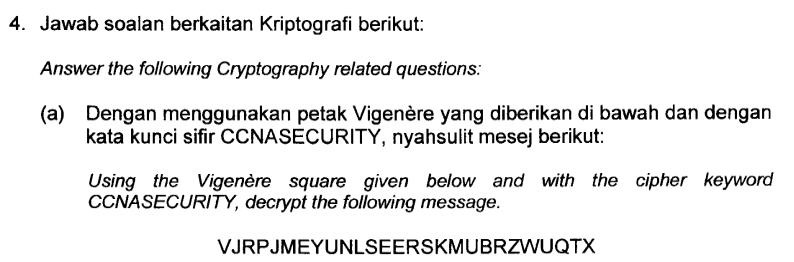 4. Jawab soalan berkaitan Kriptografi berikut:
Answer the following Cryptography related questions:
(a) Dengan menggunakan petak Vigenère yang diberikan di bawah dan dengan
kata kunci sifir CCNASECURITY, nyahsulit mesej berikut:
Using the Vigenère square given below and with the cipher keyword
CCNASECURITY, decrypt the following message.
VJRPJMEYUNLSEERSKMUBRZWUQTX